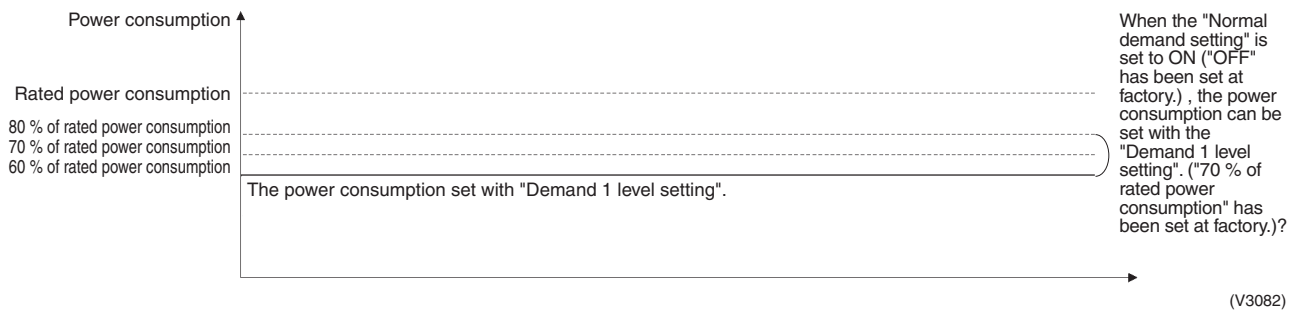 Power consumption
Rated power consumption
80 % of rated power consumption
70 % of rated power consumption
60 % of rated power consumption
The power consumption set with "Demand 1 level setting".
When the "Normal
demand setting" is
set to ON ("OFF"
has been set at
factory.) , the power
consumption can be
set with the
"Demand 1 level
setting". ("70 % of
rated power
consumption" has
been set at factory.)?
(V3082)